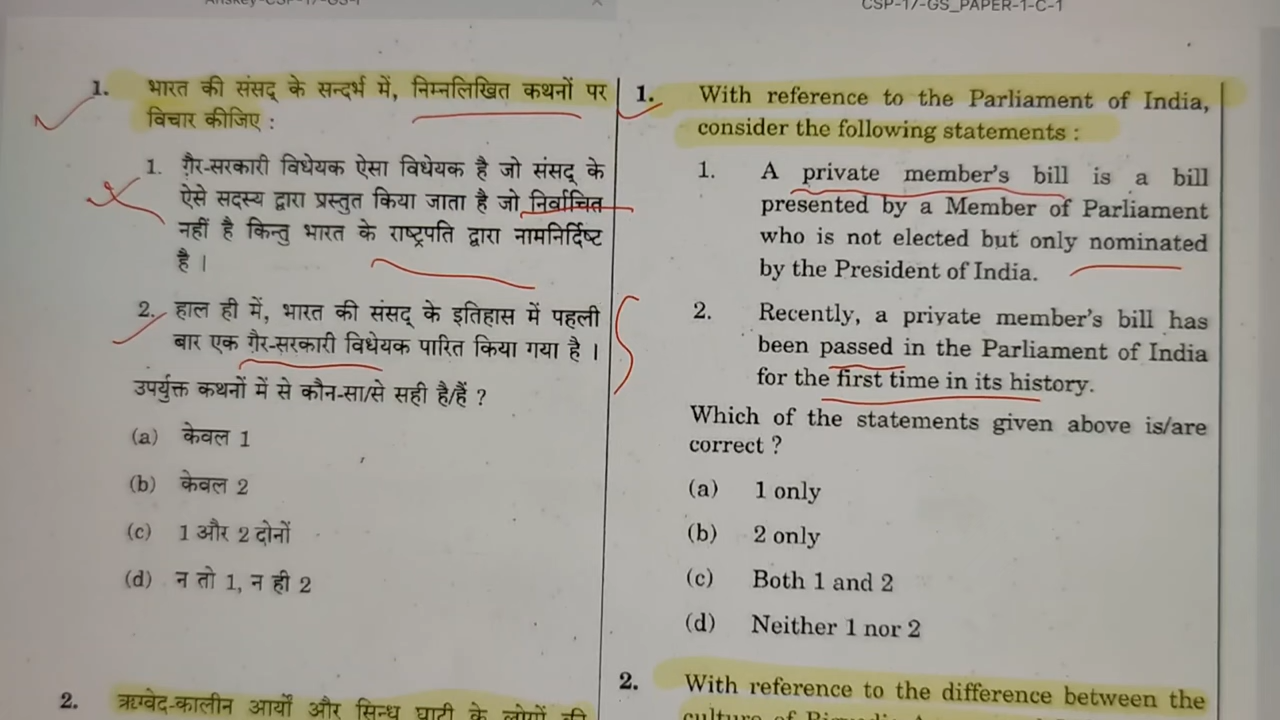 CSP-17-GS_PAPER-1-C-1
1. भारत की संसद् के सन्दर्भ में, निम्नलिखित कथनों पर
विचार कीजिए :
1. ग़ैर-सरकारी विधेयक ऐसा विधेयक है जो संसद् के
ऐसे सदस्य द्वारा प्रस्तुत किया जाता है जो निर्वाचित
नहीं है किन्तु भारत के राष्ट्रपति द्वारा नामनिर्दिष्ट
है ।
2. हाल ही में, भारत की संसद् के इतिहास में पहली
बार एक ग़ैर-सरकारी विधेयक पारित किया गया है ।
उपर्युक्त कथनों में से कौन-सा/से सही है/हैं ?
(a) केवल 1
(b) केवल 2
(c) 1 और 2 दोनों
(d) न तो 1, न ही 2
2. ऋग्वेद-कालीन आर्यों और सिन्धु घाटी के लोगों की
1. With reference to the Parliament of India,
consider the following statements :
1. A private member's bill is a bill
presented by a Member of Parliament
who is not elected but only nominated
by the President of India.
2. Recently, a private member's bill has
been passed in the Parliament of India
for the first time in its history.
Which of the statements given above is/are
correct ?
(a) 1 only
(b) 2 only
(c) Both 1 and 2
(d) Neither 1 nor 2
2. With reference to the difference between the
culture of